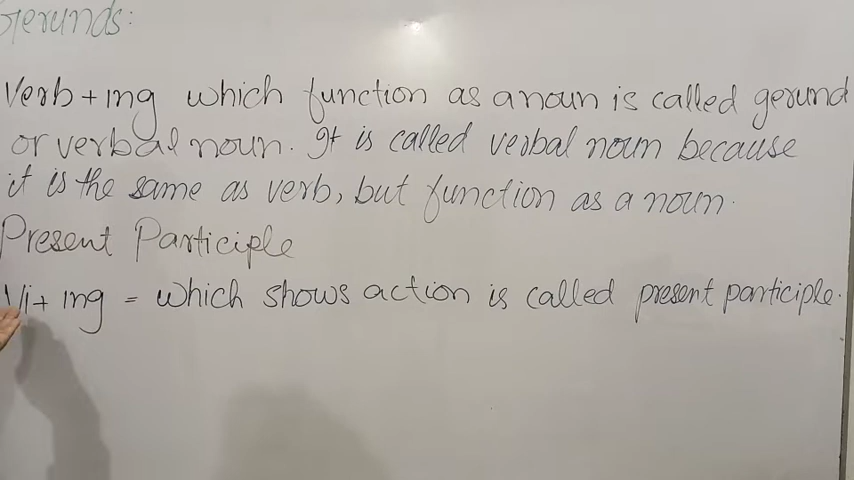 Gerunds:
Verb + ing which function as a noun is called gerund
or verbal noun. It is called verbal noun because
it is the same as verb, but function as a noun.
Present Participle
Vi + ing = which shows action is called present participle.